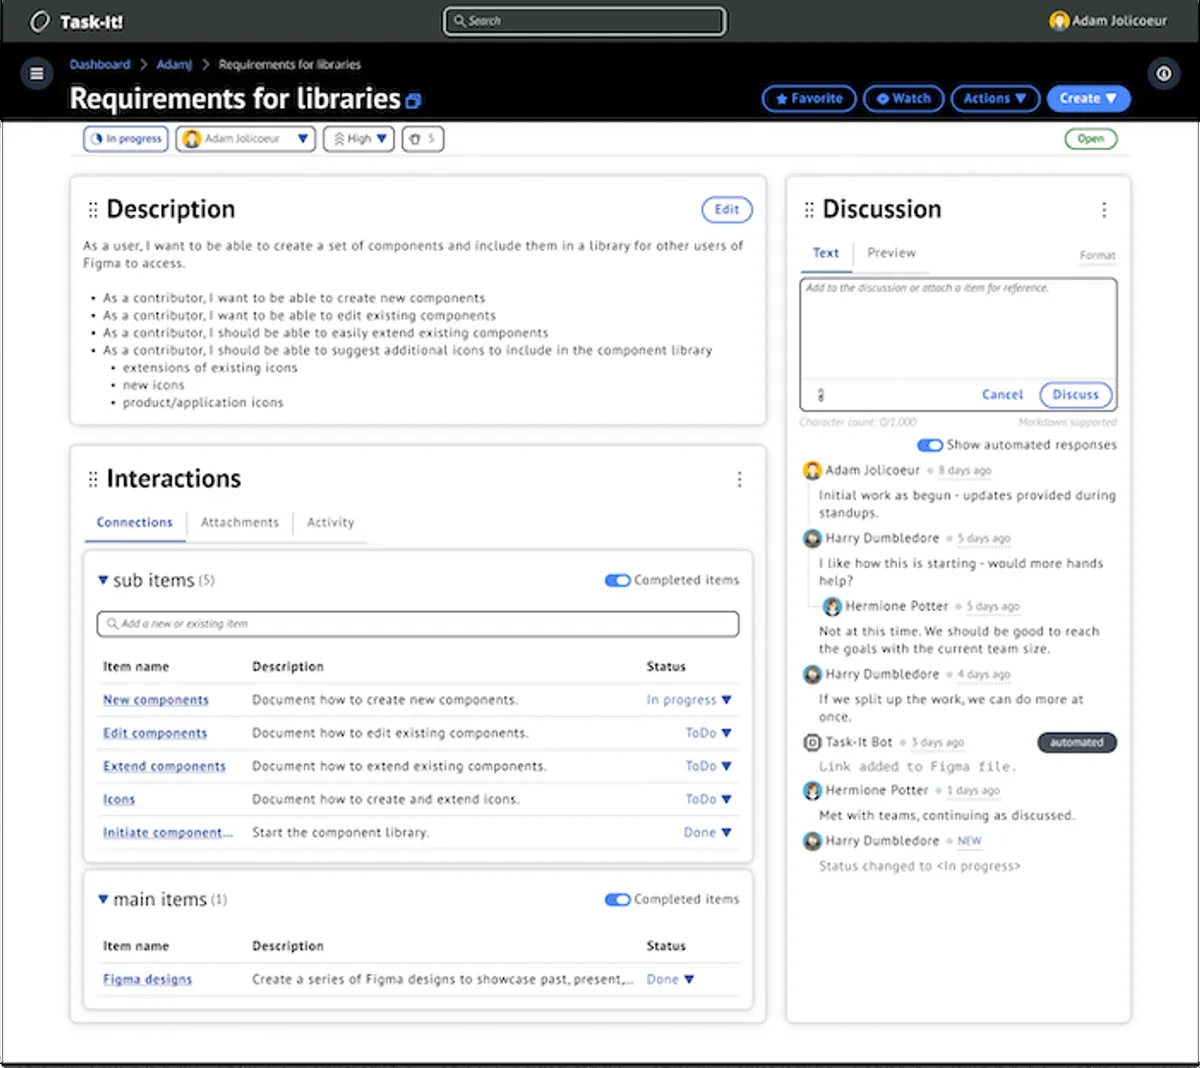 Task-It!
Search
Adam Jolicoeur
Dashboard > AdamJ > Requirements for libraries
Requirements for libraries
Favorite
Watch
Actions
Create
In progress
Adam Jolicoeur
High
5
Open
Description
Edit
As a user, I want to be able to create a set of components and include them in a library for other users of
Figma to access.
• As a contributor, I want to be able to create new components
• As a contributor, I want to be able to edit existing components
• As a contributor, I should be able to easily extend existing components
• As a contributor, I should be able to suggest additional icons to include in the component library
• extensions of existing icons
• new icons
• product/application icons
Interactions
Connections
Attachments
Activity
sub items (5)
Completed items
Add a new or existing item
Item name Description Status
New components Document how to create new components. In progress
Edit components Document how to edit existing components. ToDo
Extend components Document how to extend existing components. ToDo
Icons Document how to create and extend icons. ToDo
Initiate component... Start the component library. Done
main items (1)
Completed items
Item name Description Status
Figma designs Create a series of Figma designs to showcase past, present,... Done
Discussion
Text
Preview
Format
Add to the discussion or attach a item for reference.
Cancel
Discuss
Character count: 0/1,000
Markdown supported
Show automated responses
Adam Jolicoeur • 8 days ago
Initial work as begun - updates provided during
standups.
Harry Dumbledore • 5 days ago
I like how this is starting - would more hands
help?
Hermione Potter • 5 days ago
Not at this time. We should be good to reach
the goals with the current team size.
Harry Dumbledore • 4 days ago
If we split up the work, we can do more at
once.
Task-It Bot • 3 days ago
automated
Link added to Figma file.
Hermione Potter • 1 days ago
Met with teams, continuing as discussed.
Harry Dumbledore • NEW
Status changed to <In progress>